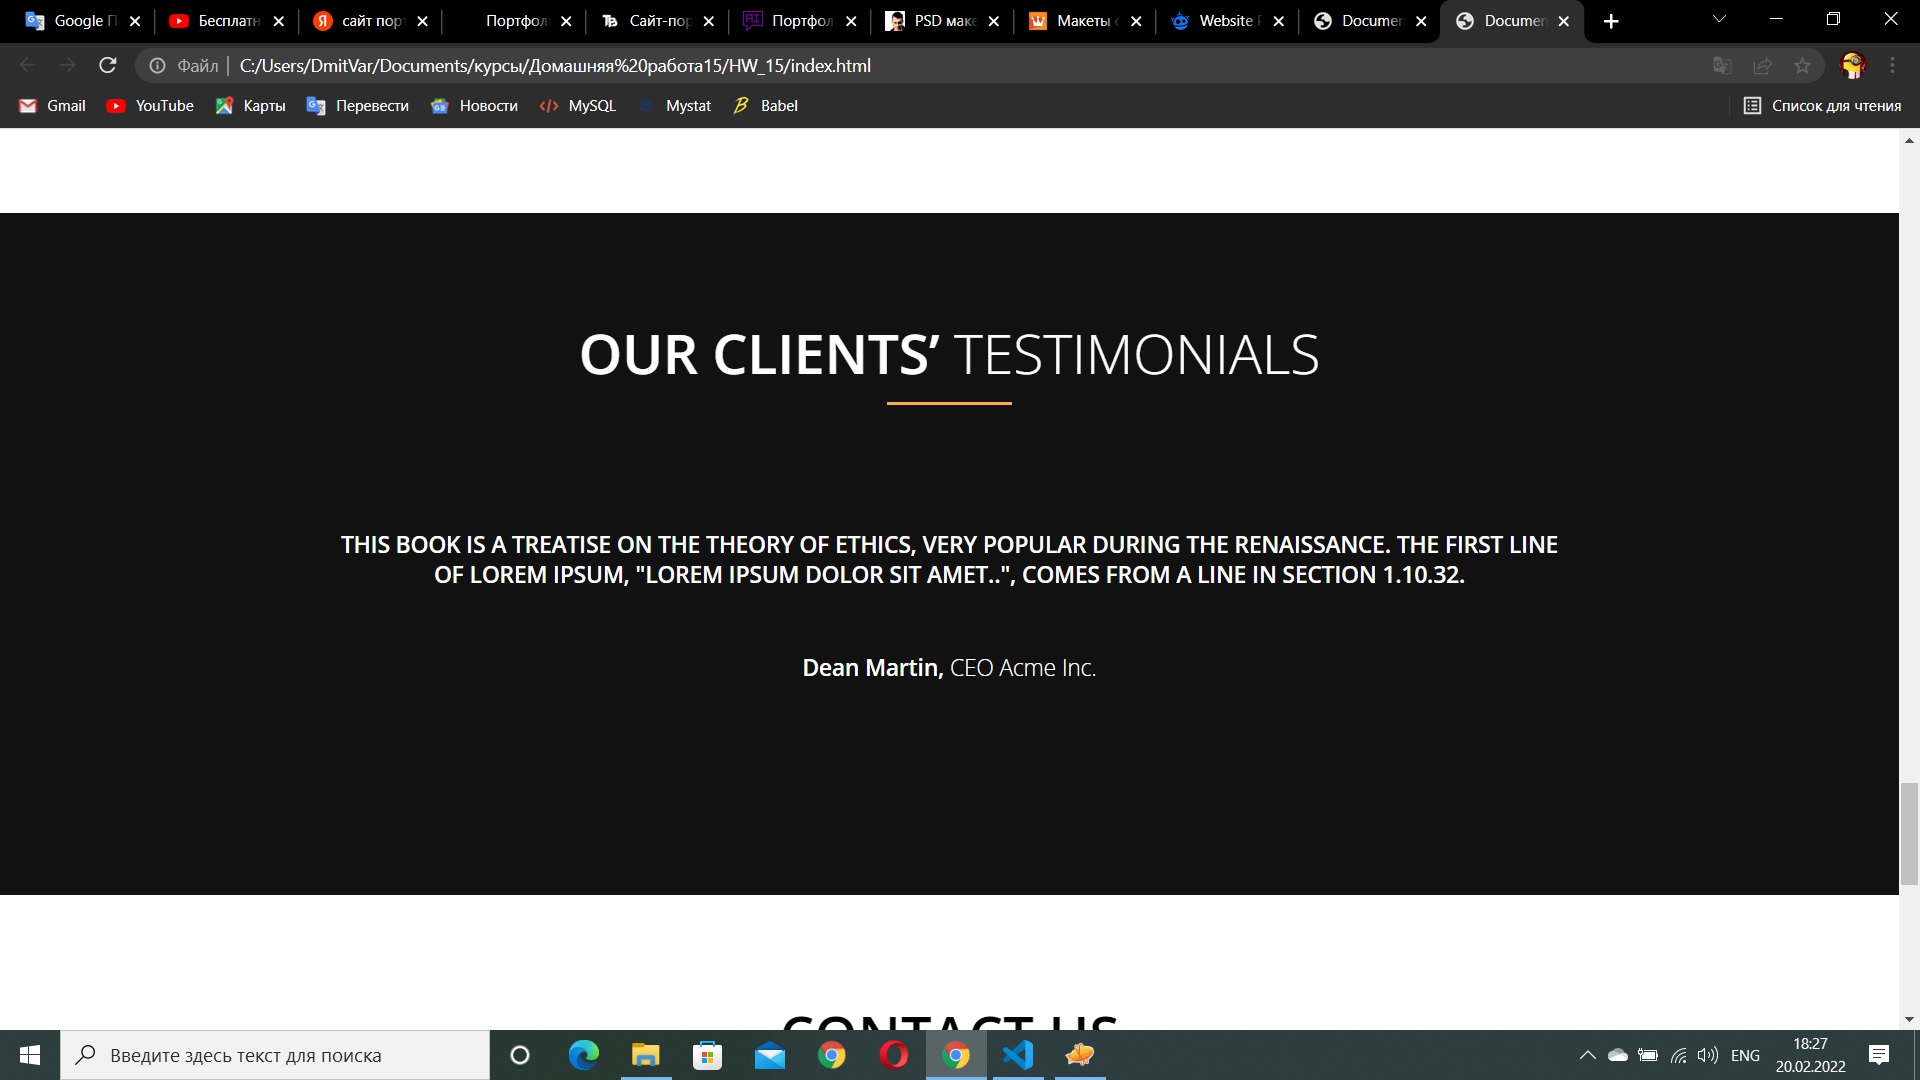 Google П
Бесплатн
сайт порт
Портфоли
Сайт-пор
Портфол
PSD маке
Макеты с
Website P
Documen
Documen
Файл | C:/Users/DmitVar/Documents/курсы/Домашняя%20работа15/HW_15/index.html
Gmail YouTube Карты Перевести Новости MySQL Mystat Babel Список для чтения
OUR CLIENTS’ TESTIMONIALS
THIS BOOK IS A TREATISE ON THE THEORY OF ETHICS, VERY POPULAR DURING THE RENAISSANCE. THE FIRST LINE
OF LOREM IPSUM, "LOREM IPSUM DOLOR SIT AMET..", COMES FROM A LINE IN SECTION 1.10.32.
Dean Martin, CEO Acme Inc.
CONTACT US
Введите здесь текст для поиска
ENG
18:27
20.02.2022